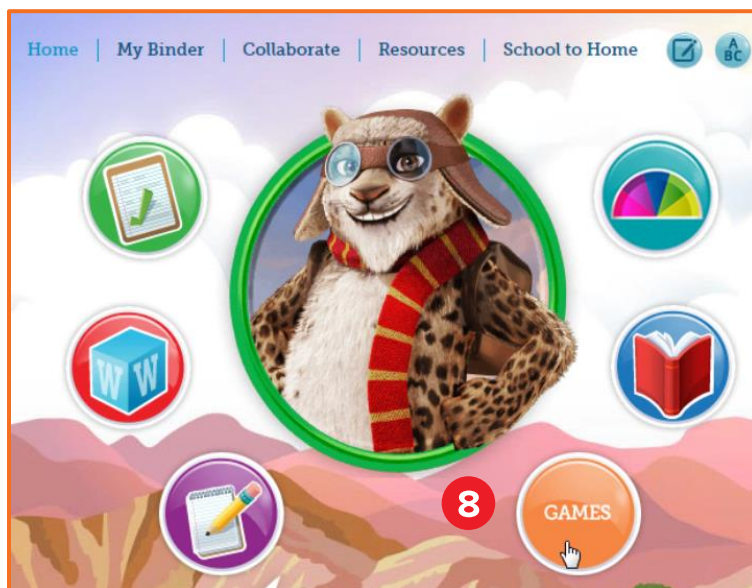 Home | My Binder | Collaborate | Resources | School to Home
A
BC
W W
8
GAMES